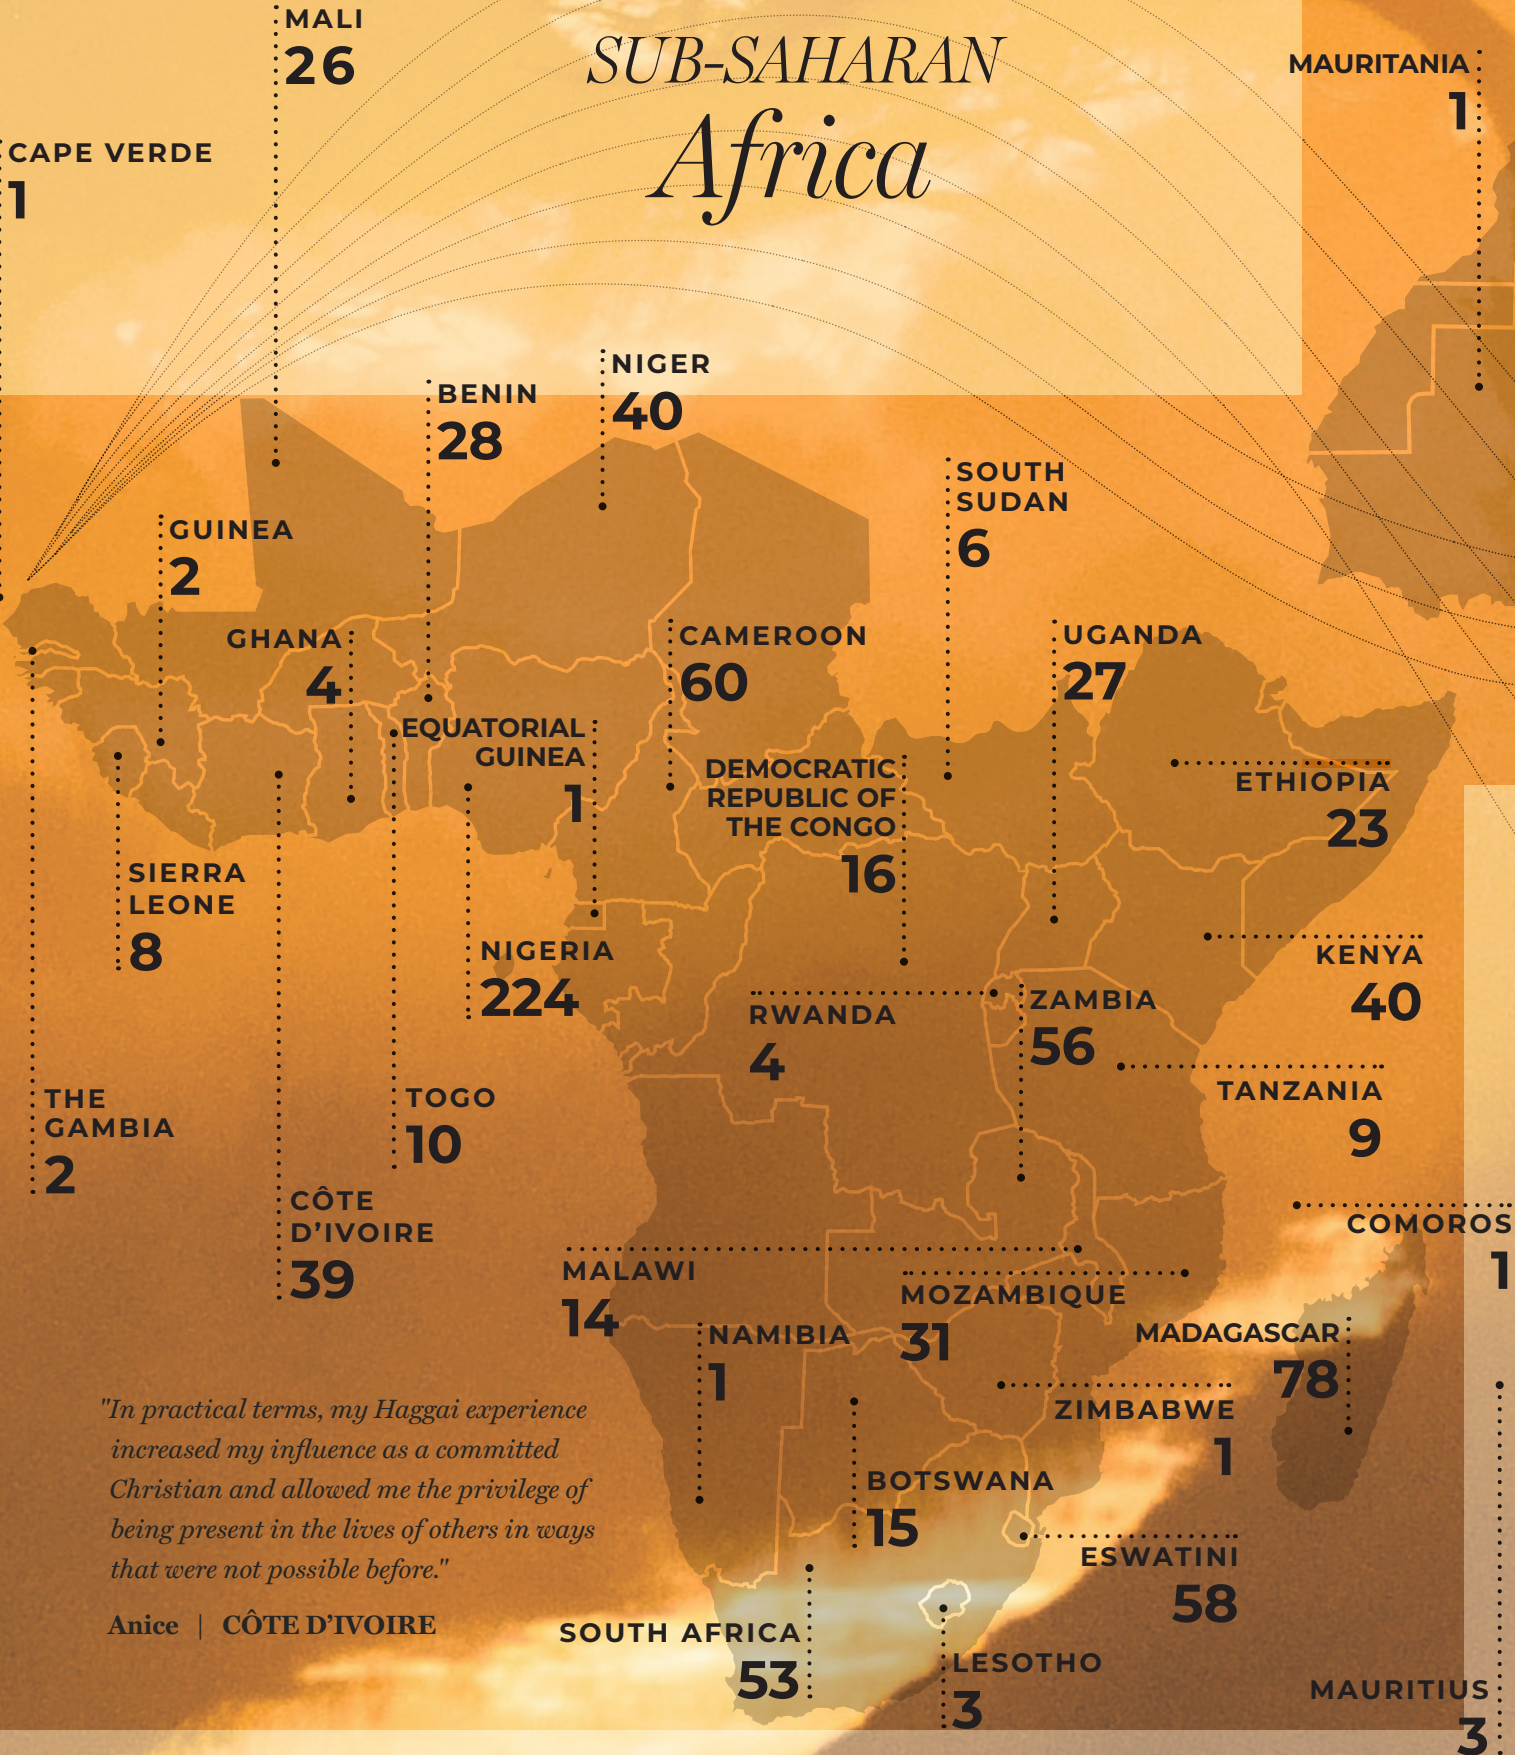 MALI
26
SUB-SAHARAN
Africa
MAURITANIA
1
CAPE VERDE
1
NIGER
40
BENIN
28
SOUTH
SUDAN
6
GUINEA
2
GHANA
4
CAMEROON
60
UGANDA
27
EQUATORIAL
GUINEA
1
DEMOCRATIC
REPUBLIC OF
THE CONGO
16
ETHIOPIA
23
SIERRA
LEONE
8
NIGERIA
224
KENYA
40
RWANDA
4
ZAMBIA
56
TANZANIA
9
THE
GAMBIA
2
TOGO
10
CÔTE
D’IVOIRE
39
COMOROS
1
MALAWI
14
MOZAMBIQUE
31
NAMIBIA
1
MADAGASCAR
78
ZIMBABWE
1
"In practical terms, my Haggai experience
increased my influence as a committed
Christian and allowed me the privilege of
being present in the lives of others in ways
that were not possible before."
Anice | CÔTE D’IVOIRE
BOTSWANA
15
ESWATINI
58
SOUTH AFRICA
53
LESOTHO
3
MAURITIUS
3